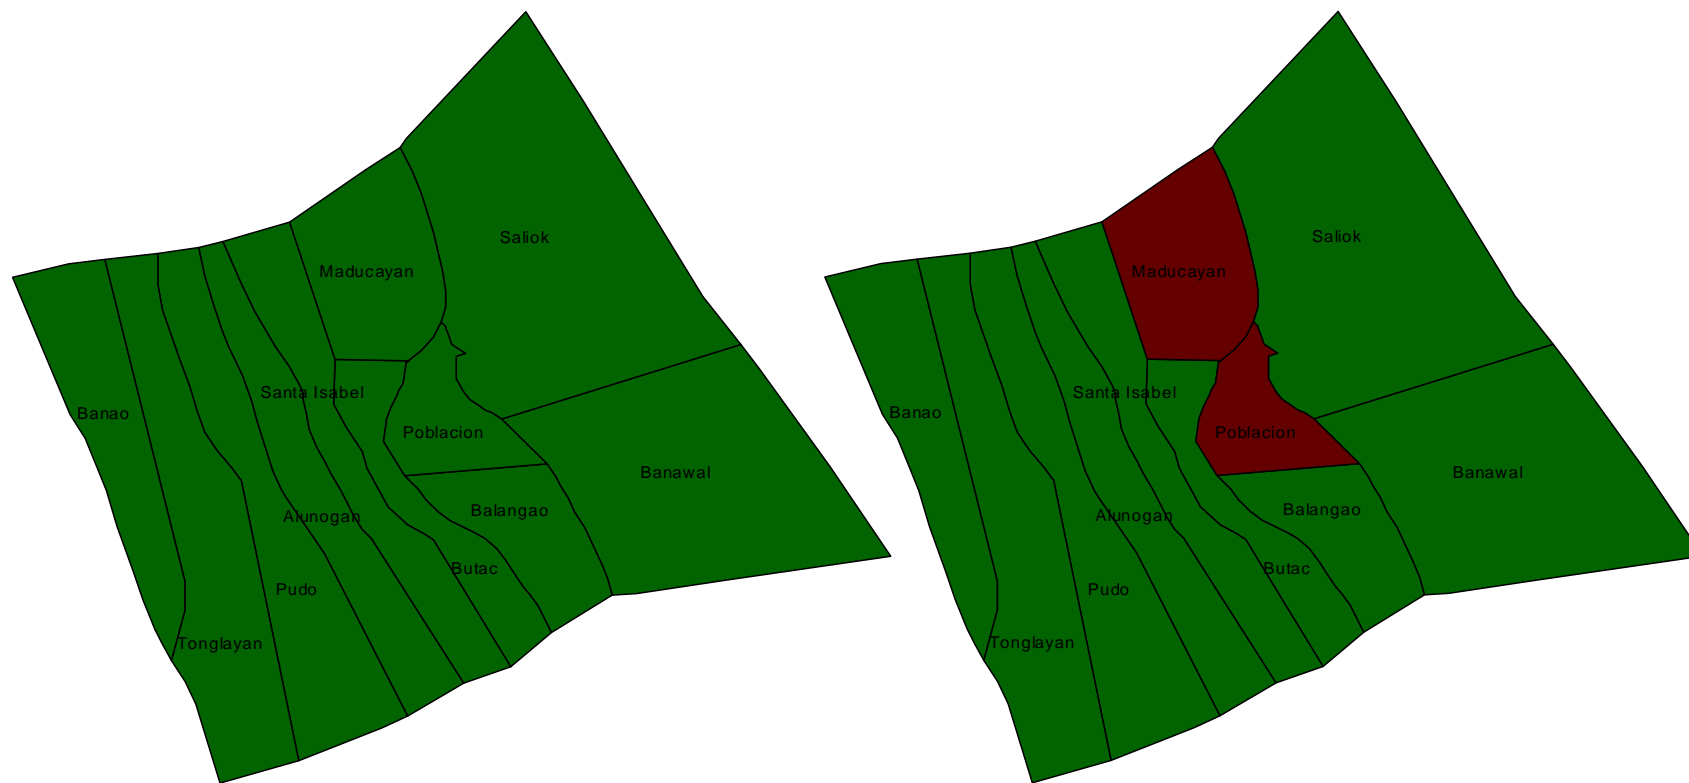 Saliok
Maducayan
Santa Isabel
Banao
Poblacion
Banawal
Balangao
Alunogan
Butac
Pudo
Tonglayan
Saliok
Maducayan
Santa Isabel
Banao
Poblacion
Banawal
Balangao
Alunogan
Butac
Pudo
Tonglayan